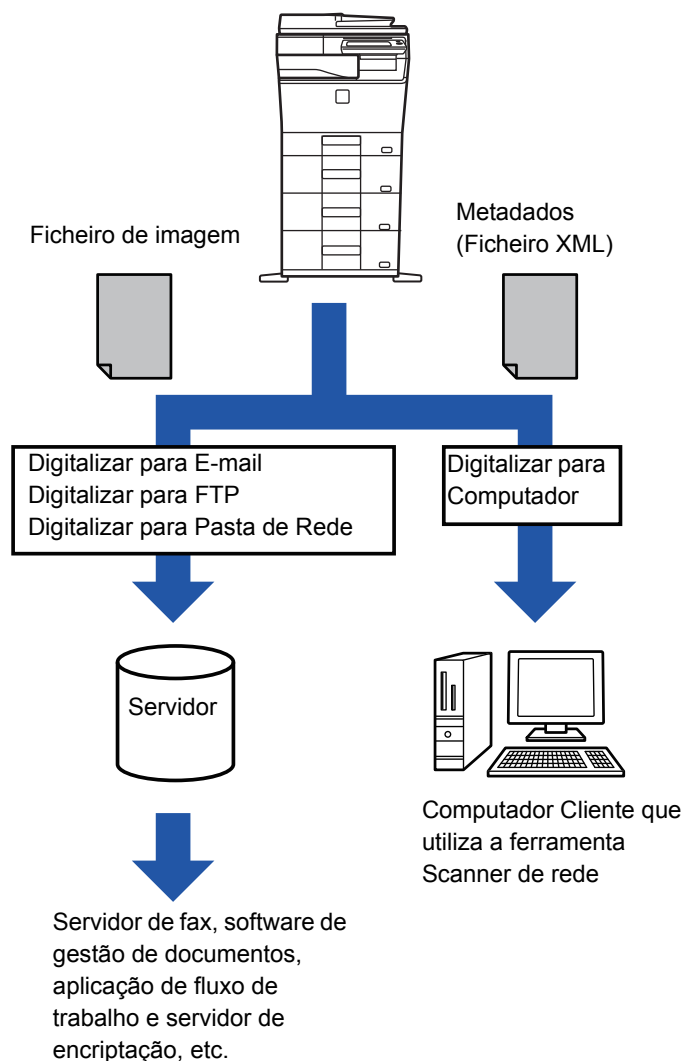 Ficheiro de imagem
Metadados
(Ficheiro XML)
Digitalizar para E-mail
Digitalizar para FTP
Digitalizar para Pasta de Rede
Digitalizar para
Computador
Servidor
Computador Cliente que
utiliza a ferramenta
Scanner de rede
Servidor de fax, software de
gestão de documentos,
aplicação de fluxo de
trabalho e servidor de
encriptação, etc.